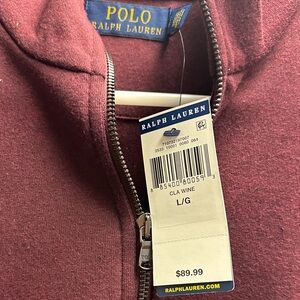 POLO
RALPH LAUREN
RALPH LAUREN
CLA WINE
L/G
$89.99
RALPHLAUREN.COM